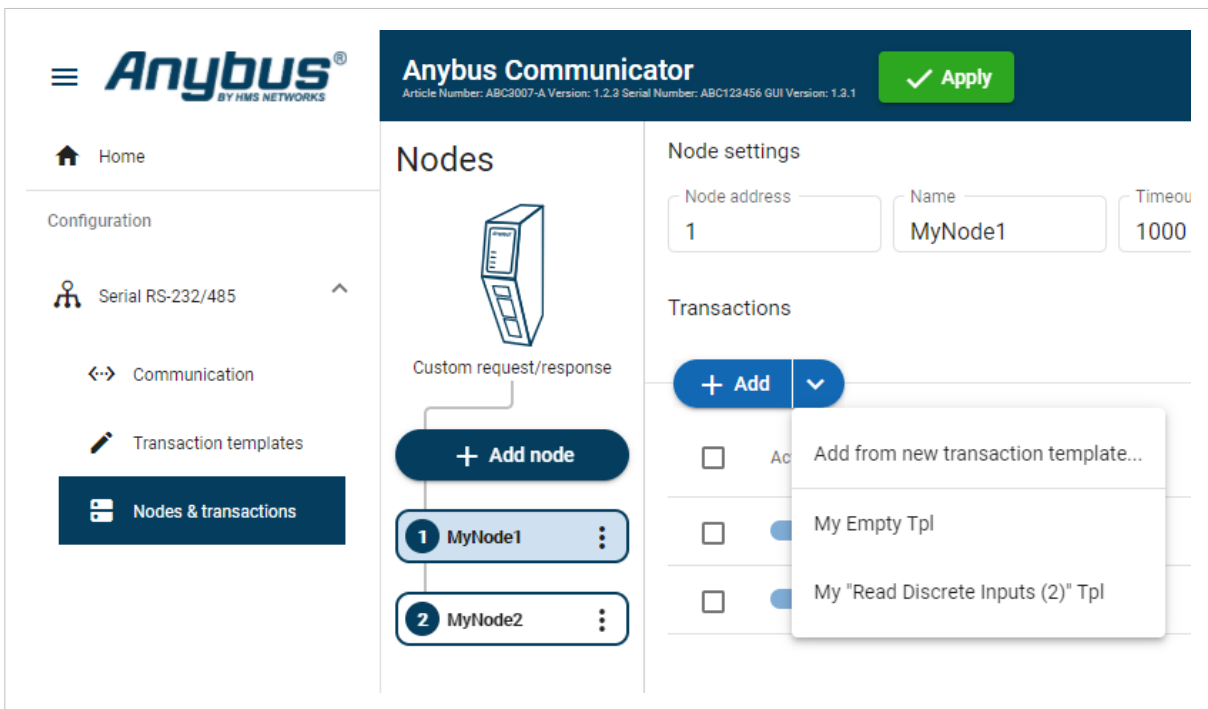 Anybus®
BY HMS NETWORKS
Anybus Communicator
Article Number: ABC3007-A Version: 1.2.3 Serial Number: ABC123456 GUI Version: 1.3.1
Apply
Home
Configuration
Serial RS-232/485
Communication
Transaction templates
Nodes & transactions
Nodes
Anybus
Custom request/response
Add node
1 MyNode1
2 MyNode2
Node settings
Node address
1
Name
MyNode1
Timeou
1000
Transactions
Add
Ac
Add from new transaction template...
My Empty Tpl
My "Read Discrete Inputs (2)" Tpl